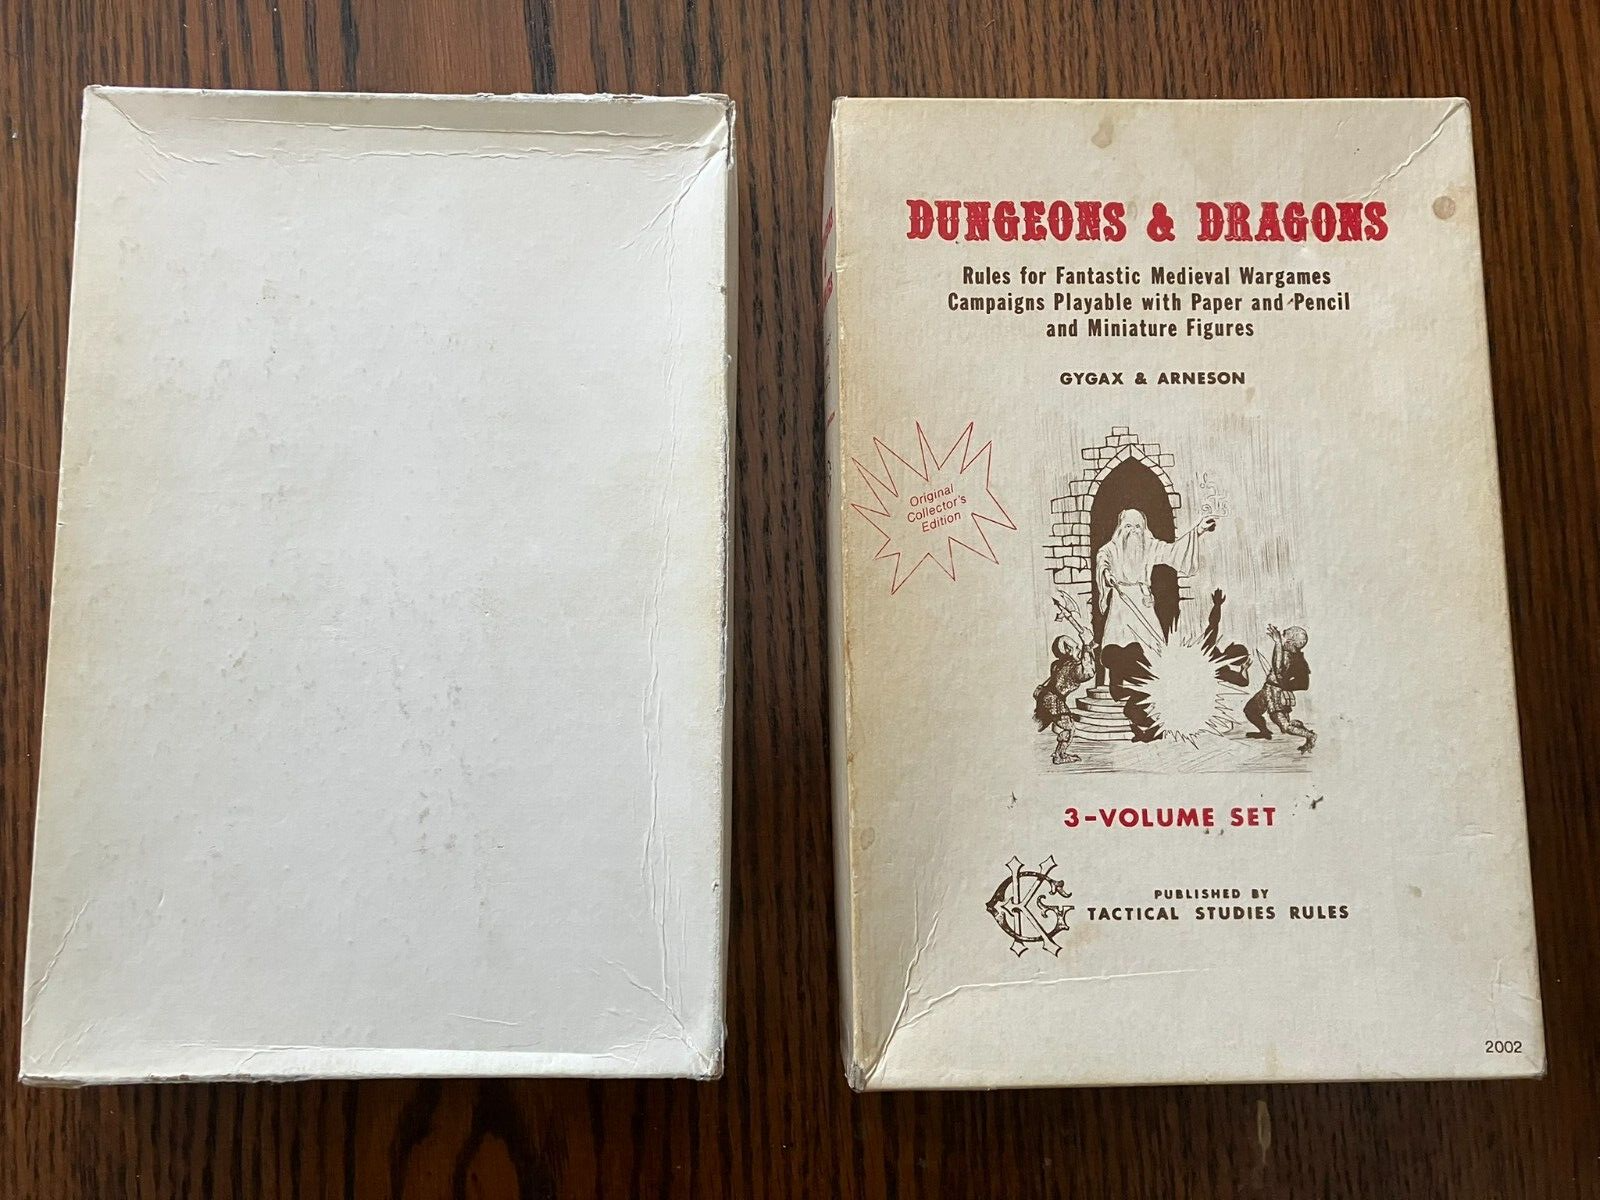 DUNGEONS & DRAGONS
Rules for Fantastic Medieval Wargames
Campaigns Playable with Paper and Pencil
and Miniature Figures
GYGAX & ARNESON
Original
Collector's
Edition
3-VOLUME SET
GK
PUBLISHED BY
TACTICAL STUDIES RULES
2002